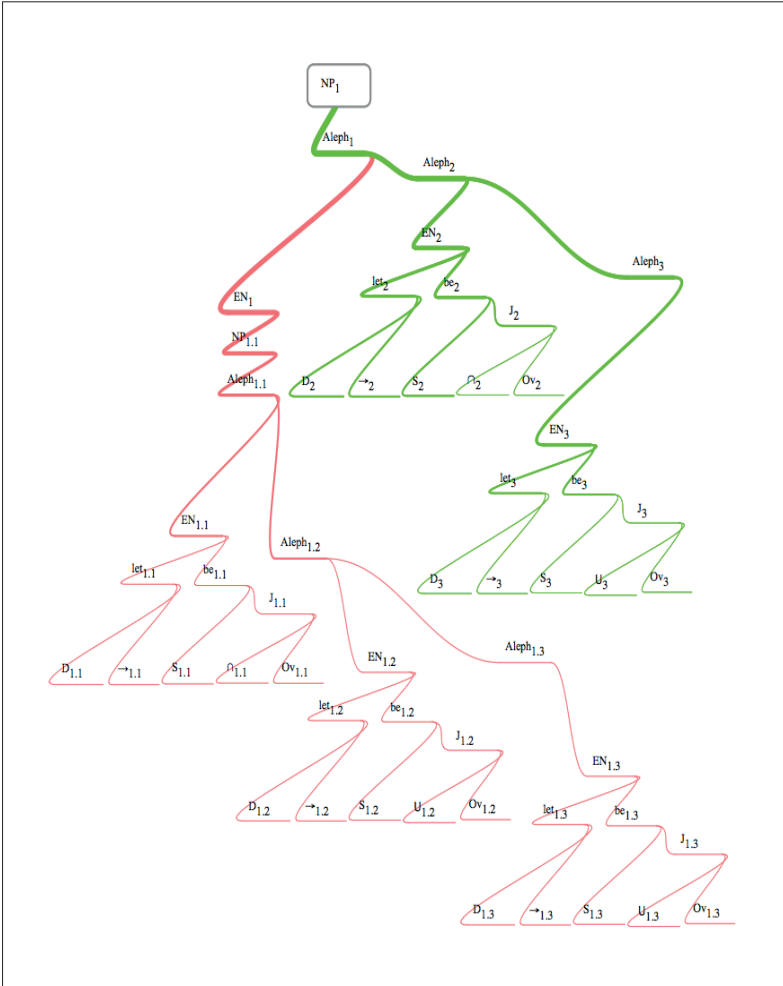 NP1
Aleph1
Aleph2
EN2
Aleph3
let2 be2
EN1
J2
NP1.1
Aleph1.1 D2 →2 S2 ∩2 Ov2
EN3
let3 be3
J3
EN1.1
Aleph1.2
let1.1 be1.1
D3 →3 S3 U3 Ov3
J1.1
Aleph1.3
D1.1 →1.1 S1.1 ∩1.1 Ov1.1
EN1.2
let1.2 be1.2
J1.2
EN1.3
D1.2 →1.2 S1.2 U1.2 Ov1.2
let1.3 be1.3
J1.3
D1.3 →1.3 S1.3 U1.3 Ov1.3